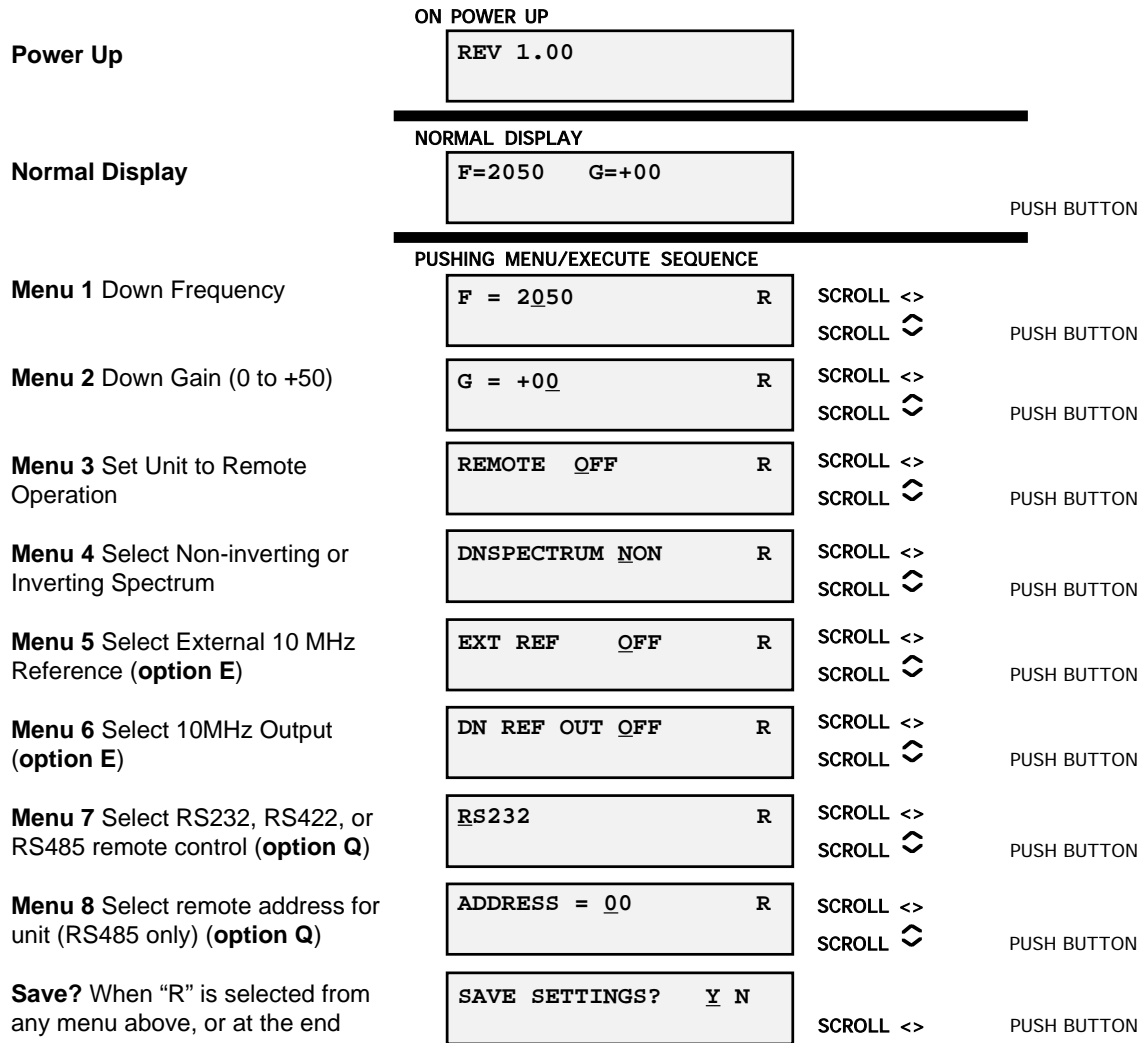 ON POWER UP
Power Up
REV 1.00
NORMAL DISPLAY
Normal Display
F=2050 G=+00
PUSH BUTTON
PUSHING MENU/EXECUTE SEQUENCE
Menu 1 Down Frequency
F = 2050 R
SCROLL <>
SCROLL
PUSH BUTTON
Menu 2 Down Gain (0 to +50)
G = +00 R
SCROLL <>
SCROLL
PUSH BUTTON
Menu 3 Set Unit to Remote
Operation
REMOTE OFF R
SCROLL <>
SCROLL
PUSH BUTTON
Menu 4 Select Non-inverting or
Inverting Spectrum
DNSPECTRUM NON R
SCROLL <>
SCROLL
PUSH BUTTON
Menu 5 Select External 10 MHz
Reference (option E)
EXT REF OFF R
SCROLL <>
SCROLL
PUSH BUTTON
Menu 6 Select 10MHz Output
(option E)
DN REF OUT OFF R
SCROLL <>
SCROLL
PUSH BUTTON
Menu 7 Select RS232, RS422, or
RS485 remote control (option Q)
RS232 R
SCROLL <>
SCROLL
PUSH BUTTON
Menu 8 Select remote address for
unit (RS485 only) (option Q)
ADDRESS = 00 R
SCROLL <>
SCROLL
PUSH BUTTON
Save? When “R” is selected from
any menu above, or at the end
SAVE SETTINGS? Y N
SCROLL <>
PUSH BUTTON